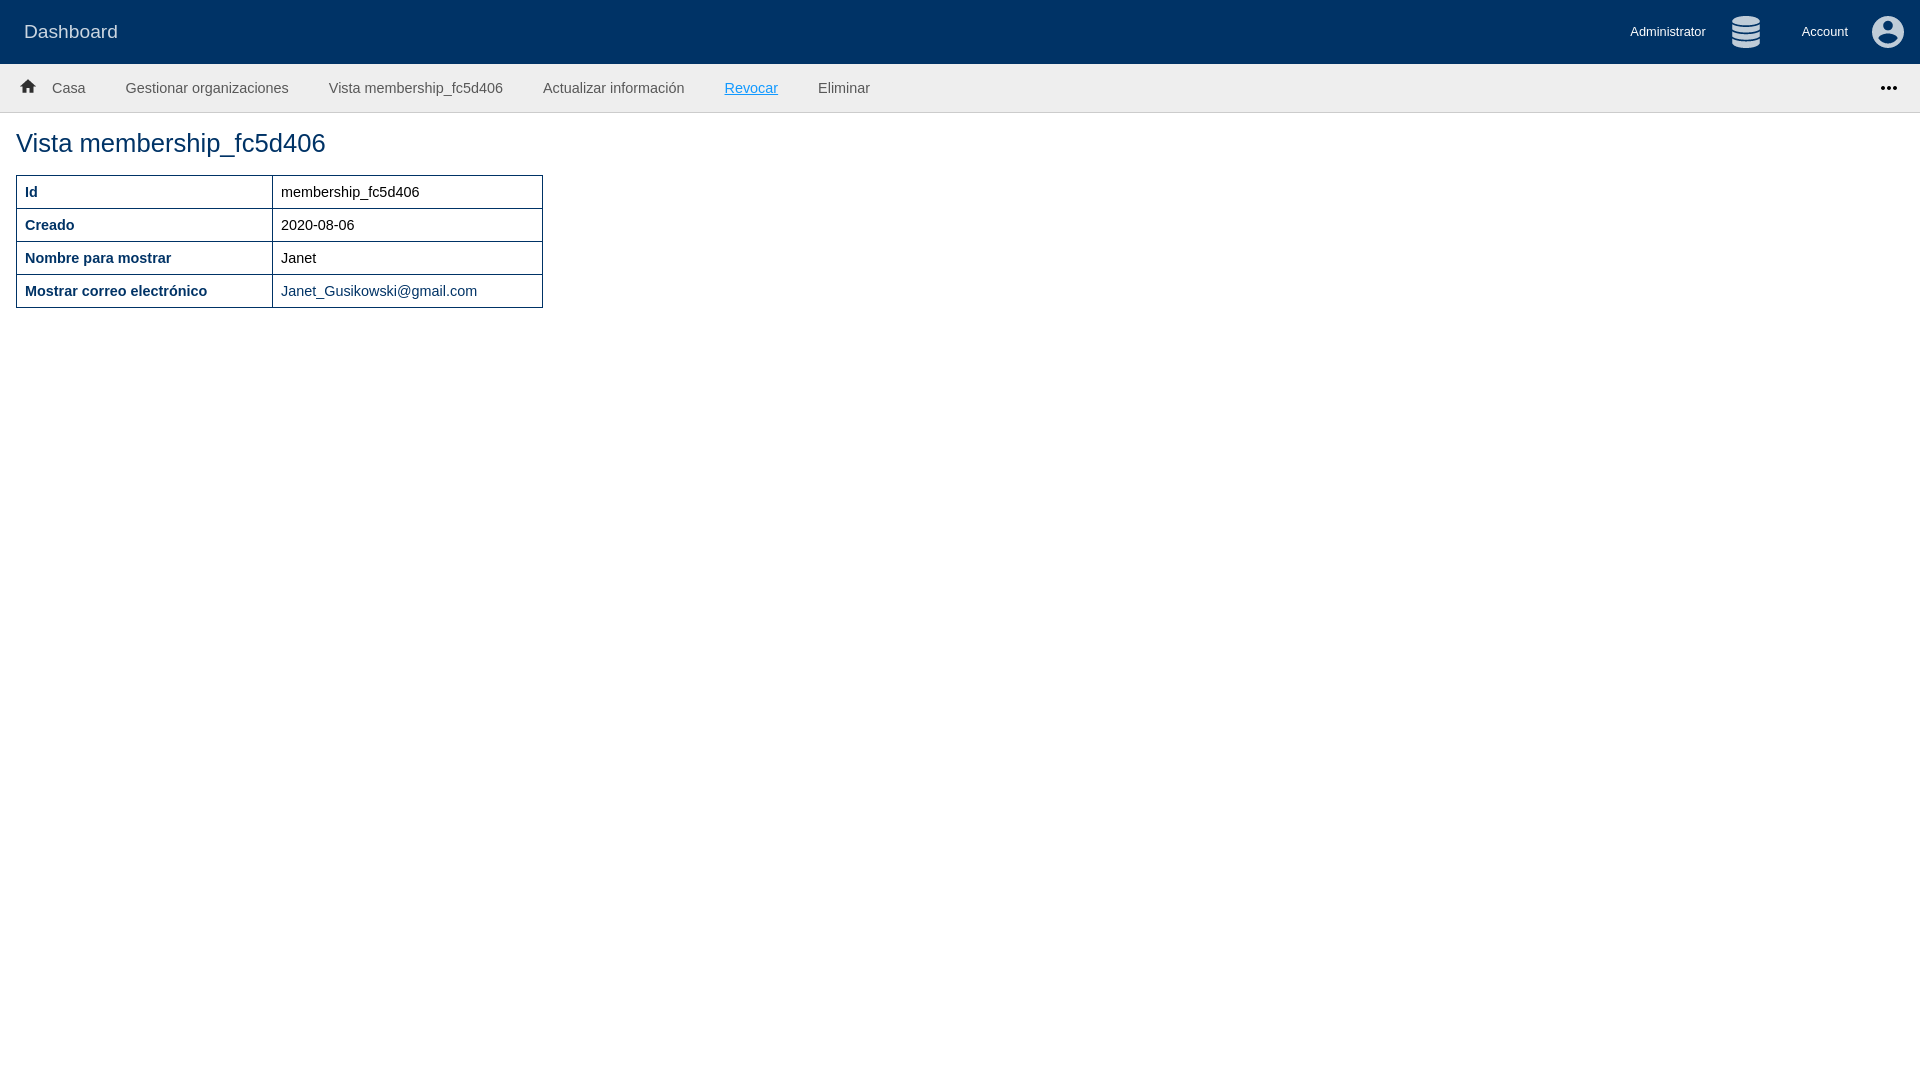 Dashboard
Administrator
Account
Casa
Gestionar organizaciones
Vista membership_fc5d406
Actualizar información
Revocar
Eliminar
Vista membership_fc5d406
Id membership_fc5d406
Creado 2020-08-06
Nombre para mostrar Janet
Mostrar correo electrónico Janet_Gusikowski@gmail.com